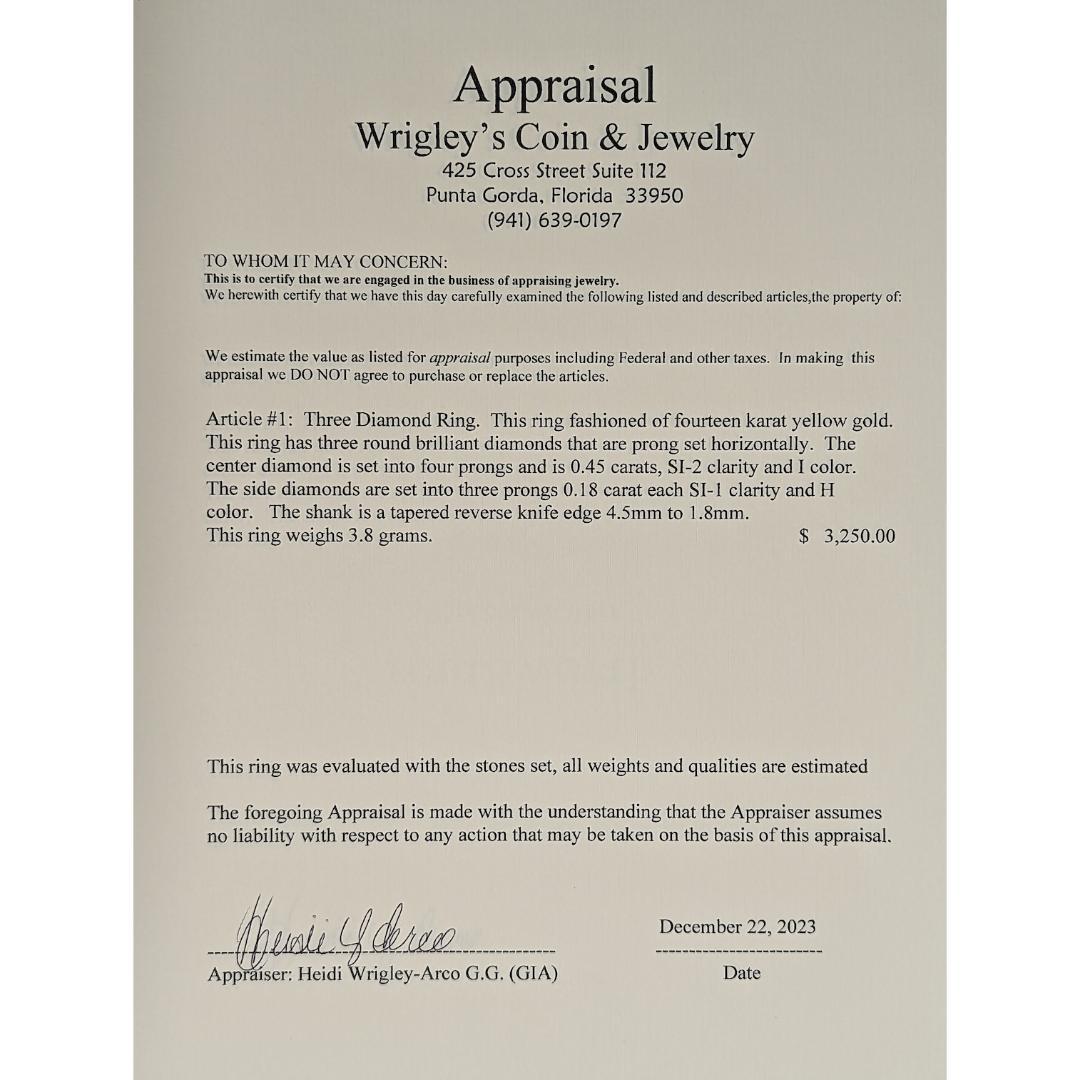 Appraisal
Wrigley's Coin & Jewelry
425 Cross Street Suite 112
Punta Gorda, Florida 33950
(941) 639-0197
TO WHOM IT MAY CONCERN:
This is to certify that we are engaged in the business of appraising jewelry.
We herewith certify that we have this day carefully examined the following listed and described articles,the property of:
We estimate the value as listed for appraisal purposes including Federal and other taxes. In making this
appraisal we DO NOT agree to purchase or replace the articles.
Article #1: Three Diamond Ring. This ring fashioned of fourteen karat yellow gold.
This ring has three round brilliant diamonds that are prong set horizontally. The
center diamond is set into four prongs and is 0.45 carats, SI-2 clarity and I color.
The side diamonds are set into three prongs 0.18 carat each SI-1 clarity and H
color. The shank is a tapered reverse knife edge 4.5mm to 1.8mm.
This ring weighs 3.8 grams. $ 3,250.00
This ring was evaluated with the stones set, all weights and qualities are estimated
The foregoing Appraisal is made with the understanding that the Appraiser assumes
no liability with respect to any action that may be taken on the basis of this appraisal.
December 22, 2023
Appraiser: Heidi Wrigley-Arco G.G. (GIA) Date